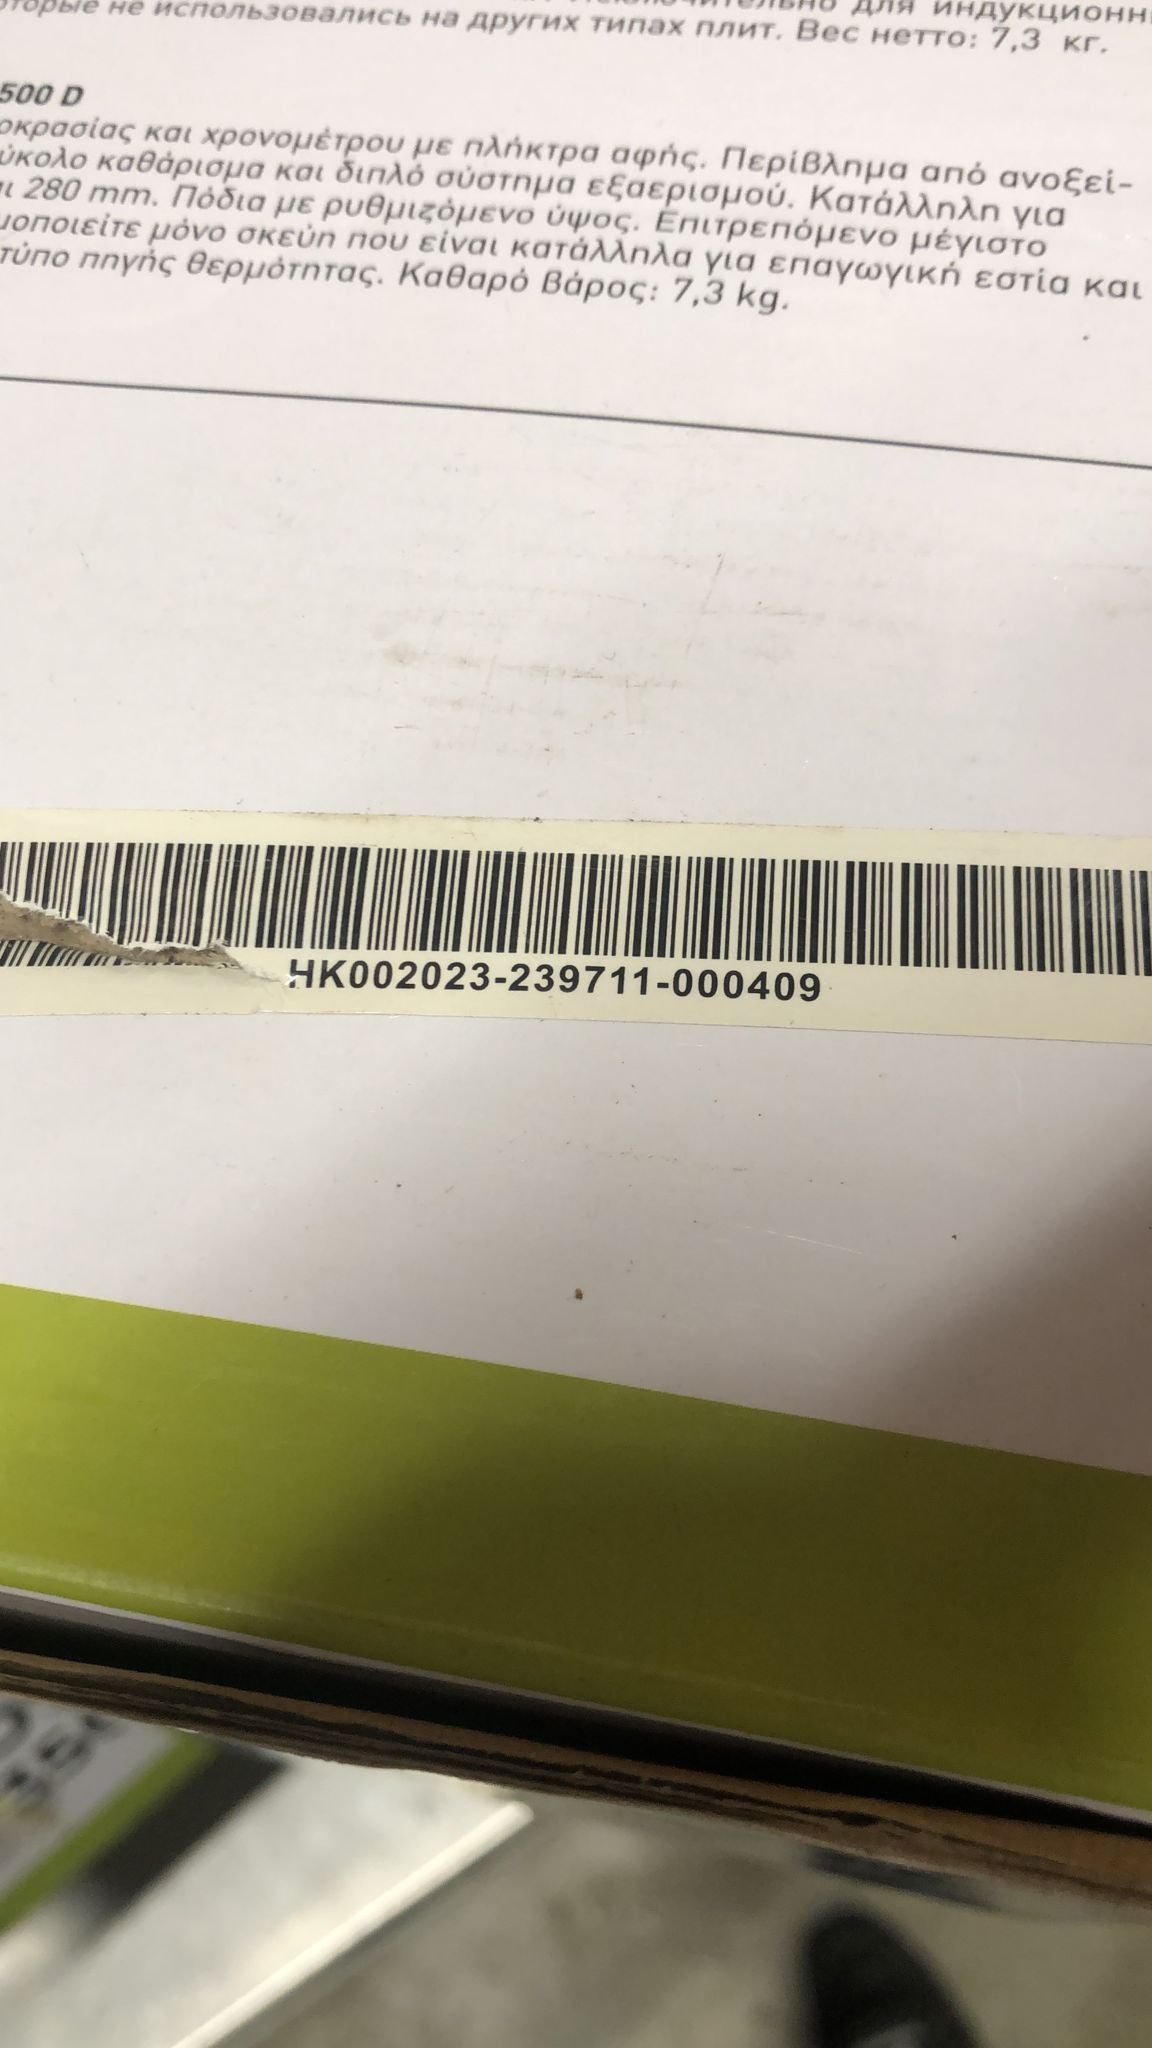 не использовались на других типах плит. Вес нетто: 7,3 кг.
500 D
οκρασίας και χρονομέτρου με πλήκτρα αφής. Περίβλημα από ανοξεί-
ύκολο καθάρισμα και διπλό σύστημα εξαερισμού. Κατάλληλη για
ι 280 mm. Πόδια με ρυθμιζόμενο ύψος. Επιτρεπόμενο μέγιστο
μοποιείτε μόνο σκεύη που είναι κατάλληλα για επαγωγική εστία και
τύπο πηγής θερμότητας. Καθαρό βάρος: 7,3 kg.
HK002023-239711-000409